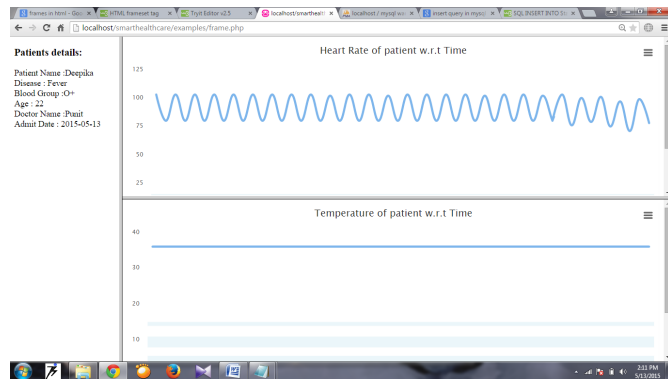 frames in html - Goo
HTML frameset tag
Tryit Editor v2.5
localhost/smarthealth
localhost / mysql wa
insert query in mysq
SQL INSERT INTO St
localhost/smarthealthcare/examples/frame.php
Patients details:
Patient Name :Deepika
Disease : Fever
Blood Group :O+
Age : 22
Doctor Name :Punit
Admit Date : 2015-05-13
Heart Rate of patient w.r.t Time
125
100
75
50
25
Temperature of patient w.r.t Time
40
30
20
10
2:11 PM
5/13/2015